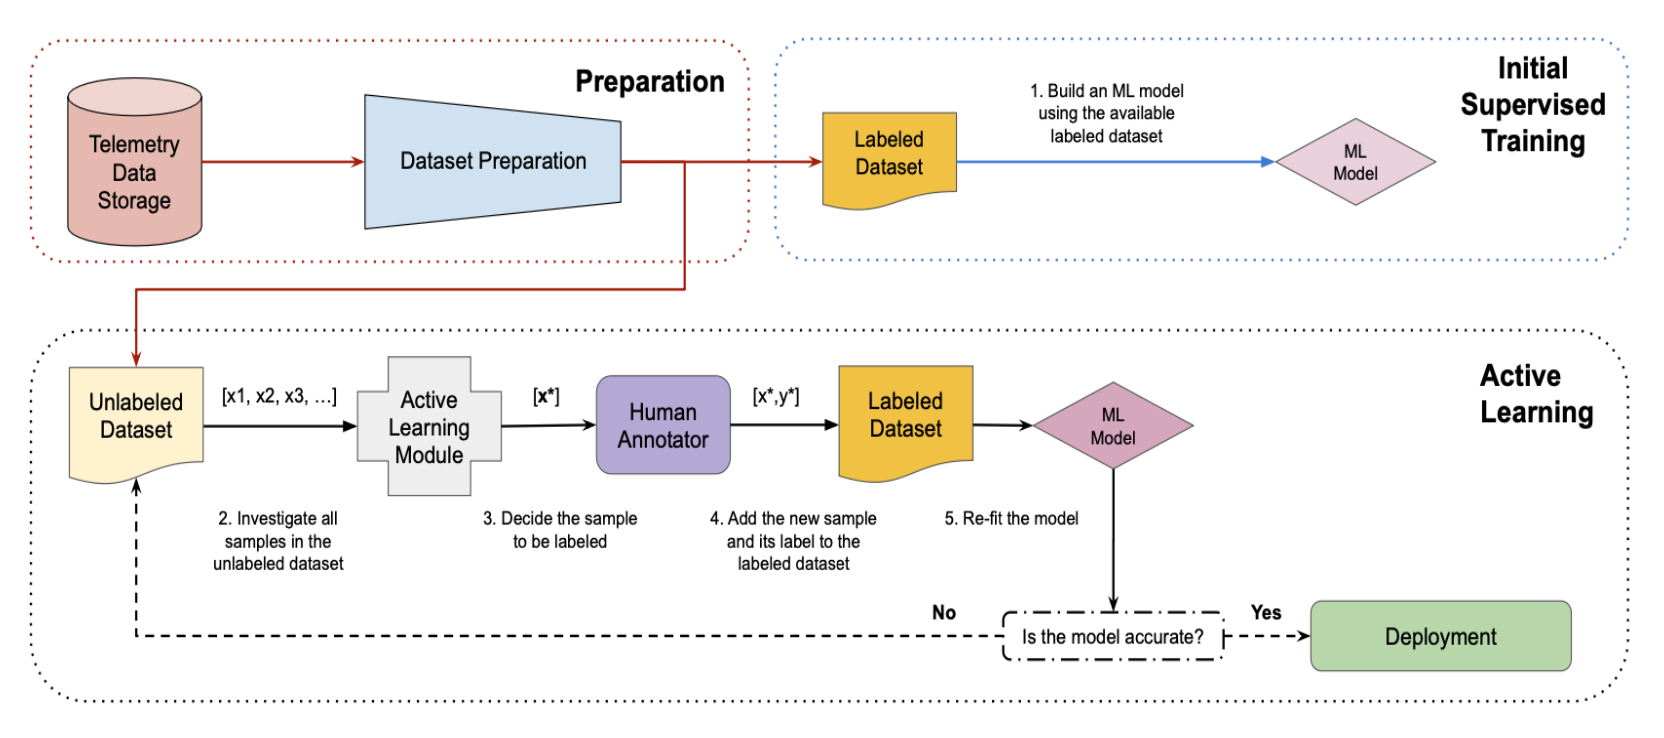 Preparation
Telemetry
Data
Storage
Dataset Preparation
Initial
Supervised
Training
1. Build an ML model
using the available
labeled dataset
Labeled
Dataset
ML
Model
Active
Learning
Unlabeled
Dataset
[x1, x2, x3, ...]
Active
Learning
Module
[x*]
Human
Annotator
[x*,y*]
Labeled
Dataset
ML
Model
2. Investigate all
samples in the
unlabeled dataset
3. Decide the sample
to be labeled
4. Add the new sample
and its label to the
labeled dataset
5. Re-fit the model
No
Is the model accurate?
Yes
Deployment